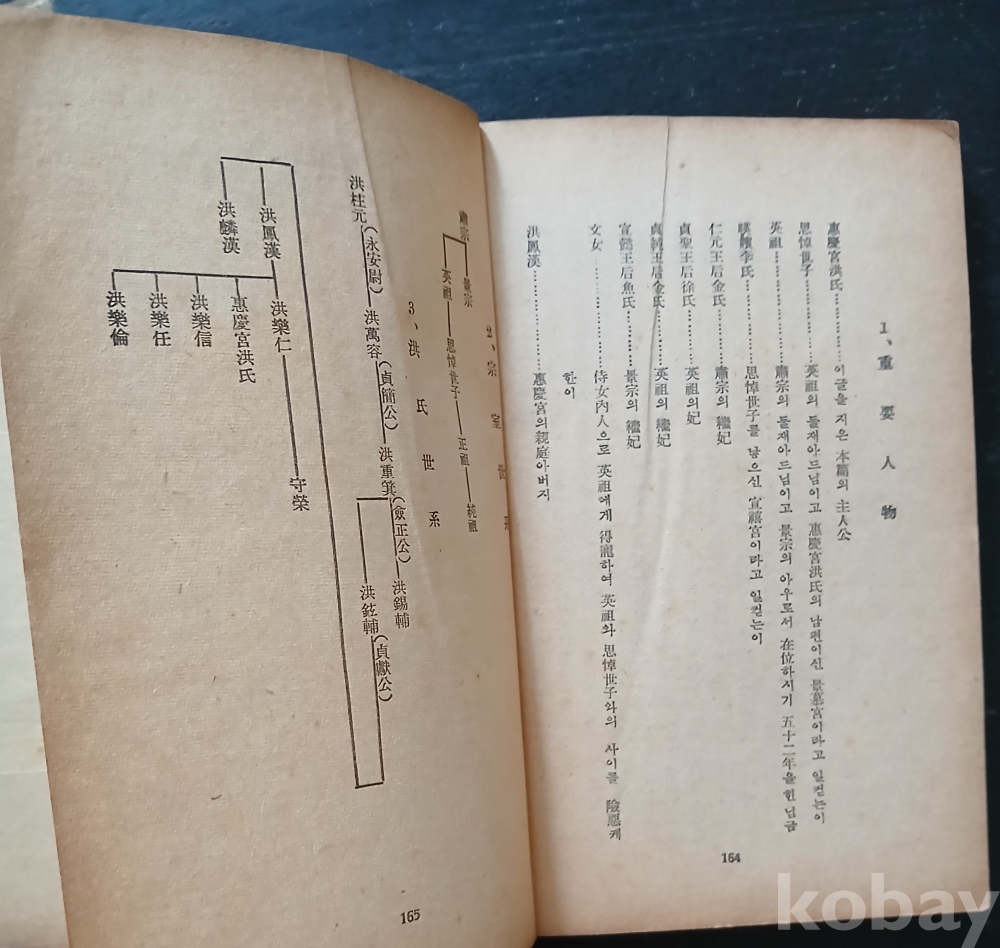 1、重要人物
惠慶宮洪氏………………이글을 지은 本篇의 主人公
思悼世子………………英祖의 둘재아드님이고 惠慶宮洪氏의 남편이신 景慕宮이라고 일컫는이
英祖………………肅宗의 둘재아드님이고 景宗의 아우로서 在位하시기 五十二年을 한 님금
暎嬪李氏………………思悼世子를 낳으신 宣禧宮이라고 일컫는이
仁元王后金氏………………肅宗의 繼妃
貞聖王后徐氏………………英祖의 妃
貞純王后金氏………………英祖의 繼妃
宣懿王后魚氏………………景宗의 繼妃
文女………………侍女內人으로 英祖에게 得寵하여 英祖와 思悼世子와의 사이를 險惡케
한이
洪鳳漢………………惠慶宮의 親庭아버지
164
2、宗室世系
肅宗
景宗
英祖
思悼世子
正祖
純祖
3、洪氏世系
洪柱元(永安尉)
洪萬容(貞簡公)
洪重箕(僉正公)
洪錫輔
洪鉉輔(貞獻公)
洪鳳漢
洪麟漢
洪樂仁
守榮
惠慶宮洪氏
洪樂信
洪樂任
洪樂倫
165
kobay